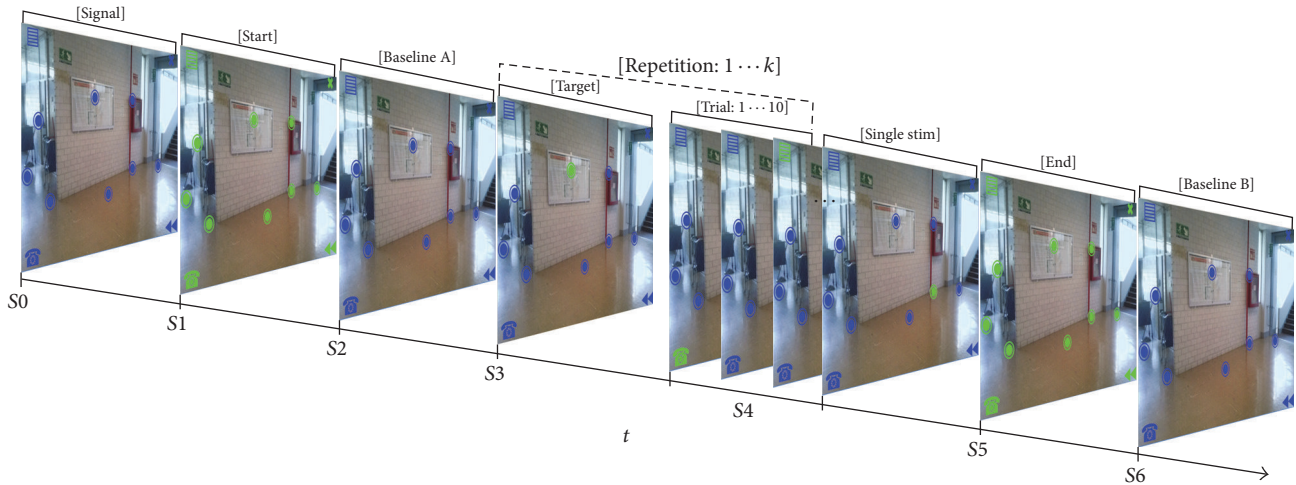 [Signal]
[Start]
[Baseline A]
[Target]
[Repetition: 1 ⋯ k]
[Trial: 1 ⋯ 10]
[Single stim]
[End]
[Baseline B]
...
S0
S1
S2
S3
S4
S5
S6
t